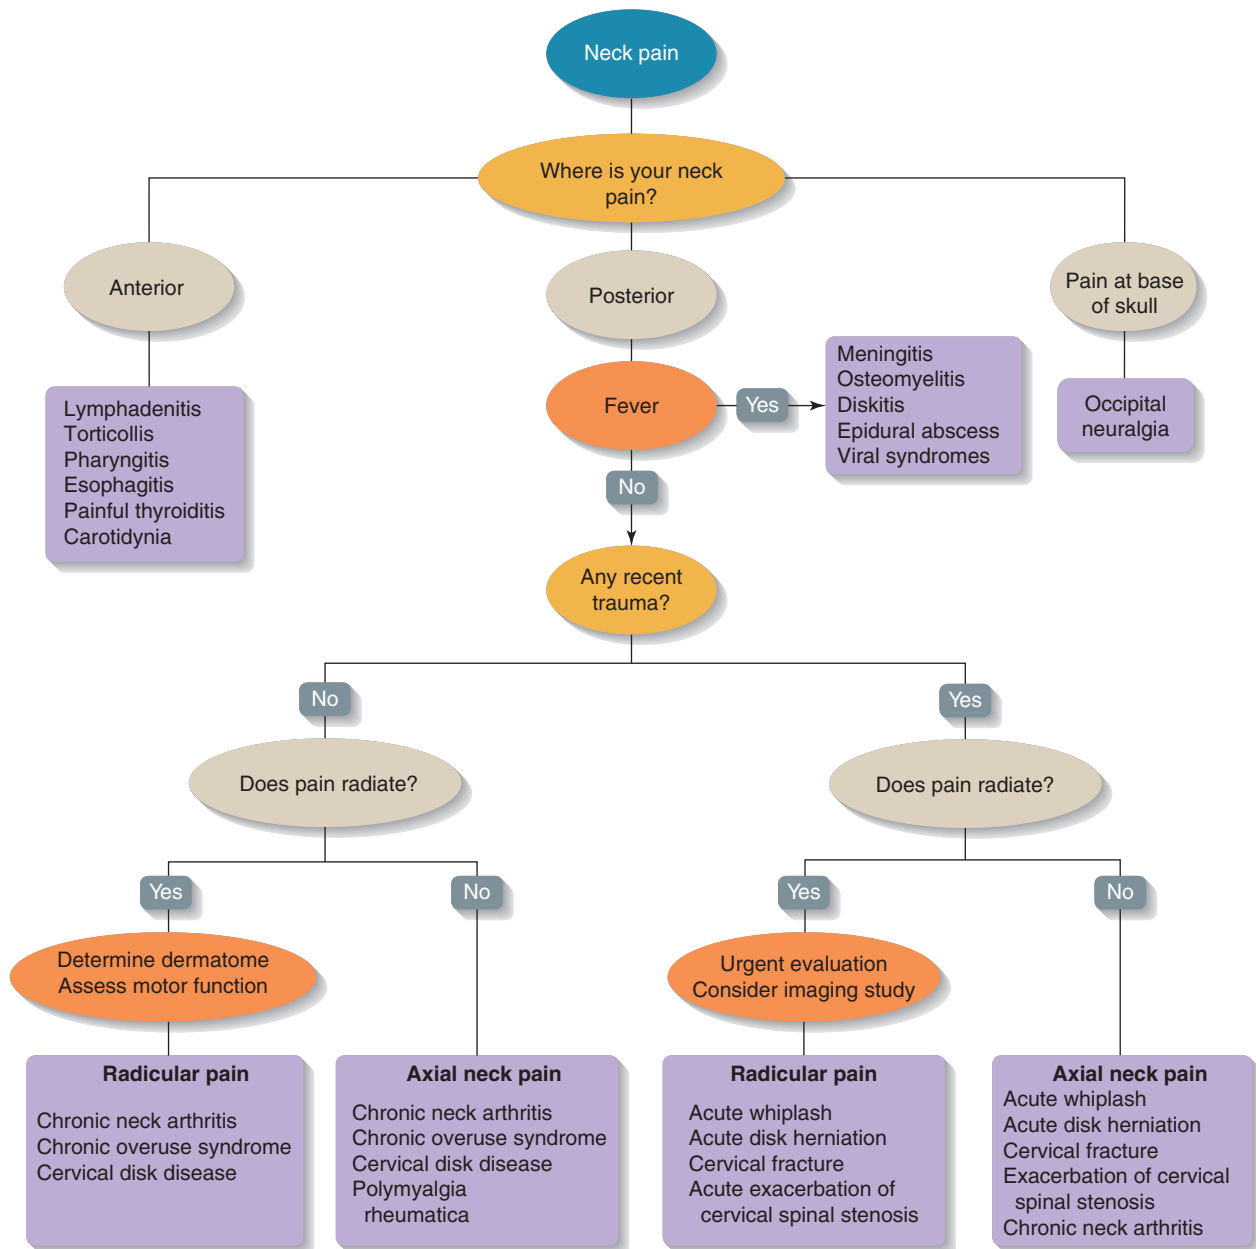 Neck pain
Where is your neck
pain?
Anterior
Posterior
Pain at base
of skull
Lymphadenitis
Torticollis
Pharyngitis
Esophagitis
Painful thyroiditis
Carotidynia
Fever
Yes
Meningitis
Osteomyelitis
Diskitis
Epidural abscess
Viral syndromes
Occipital
neuralgia
No
Any recent
trauma?
No
Yes
Does pain radiate?
Does pain radiate?
Yes
No
Yes
No
Determine dermatome
Assess motor function
Urgent evaluation
Consider imaging study
Radicular pain
Chronic neck arthritis
Chronic overuse syndrome
Cervical disk disease
Axial neck pain
Chronic neck arthritis
Chronic overuse syndrome
Cervical disk disease
Polymyalgia
rheumatica
Radicular pain
Acute whiplash
Acute disk herniation
Cervical fracture
Acute exacerbation of
cervical spinal stenosis
Axial neck pain
Acute whiplash
Acute disk herniation
Cervical fracture
Exacerbation of cervical
spinal stenosis
Chronic neck arthritis